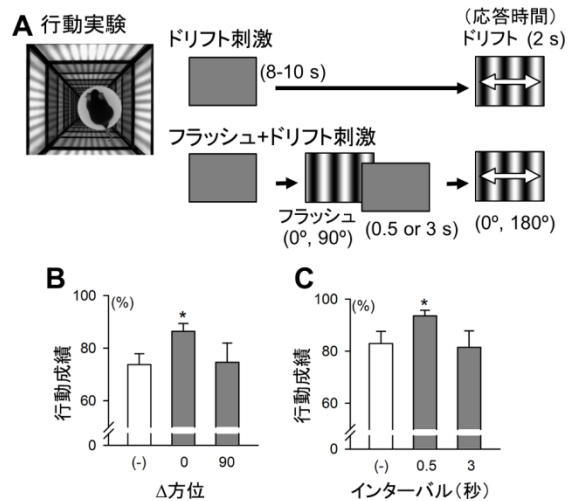 A 行動実験
ドリフト刺激
(8-10 s)
(応答時間)
ドリフト (2 s)
フラッシュ+ドリフト刺激
フラッシュ
(0º, 90º)
(0.5 or 3 s)
(0º, 180º)
B
(%)
*
100
80
60
0
行動成績
(-) 0 90
Δ方位
C
(%)
*
100
80
60
0
行動成績
(-) 0.5 3
インターバル(秒)